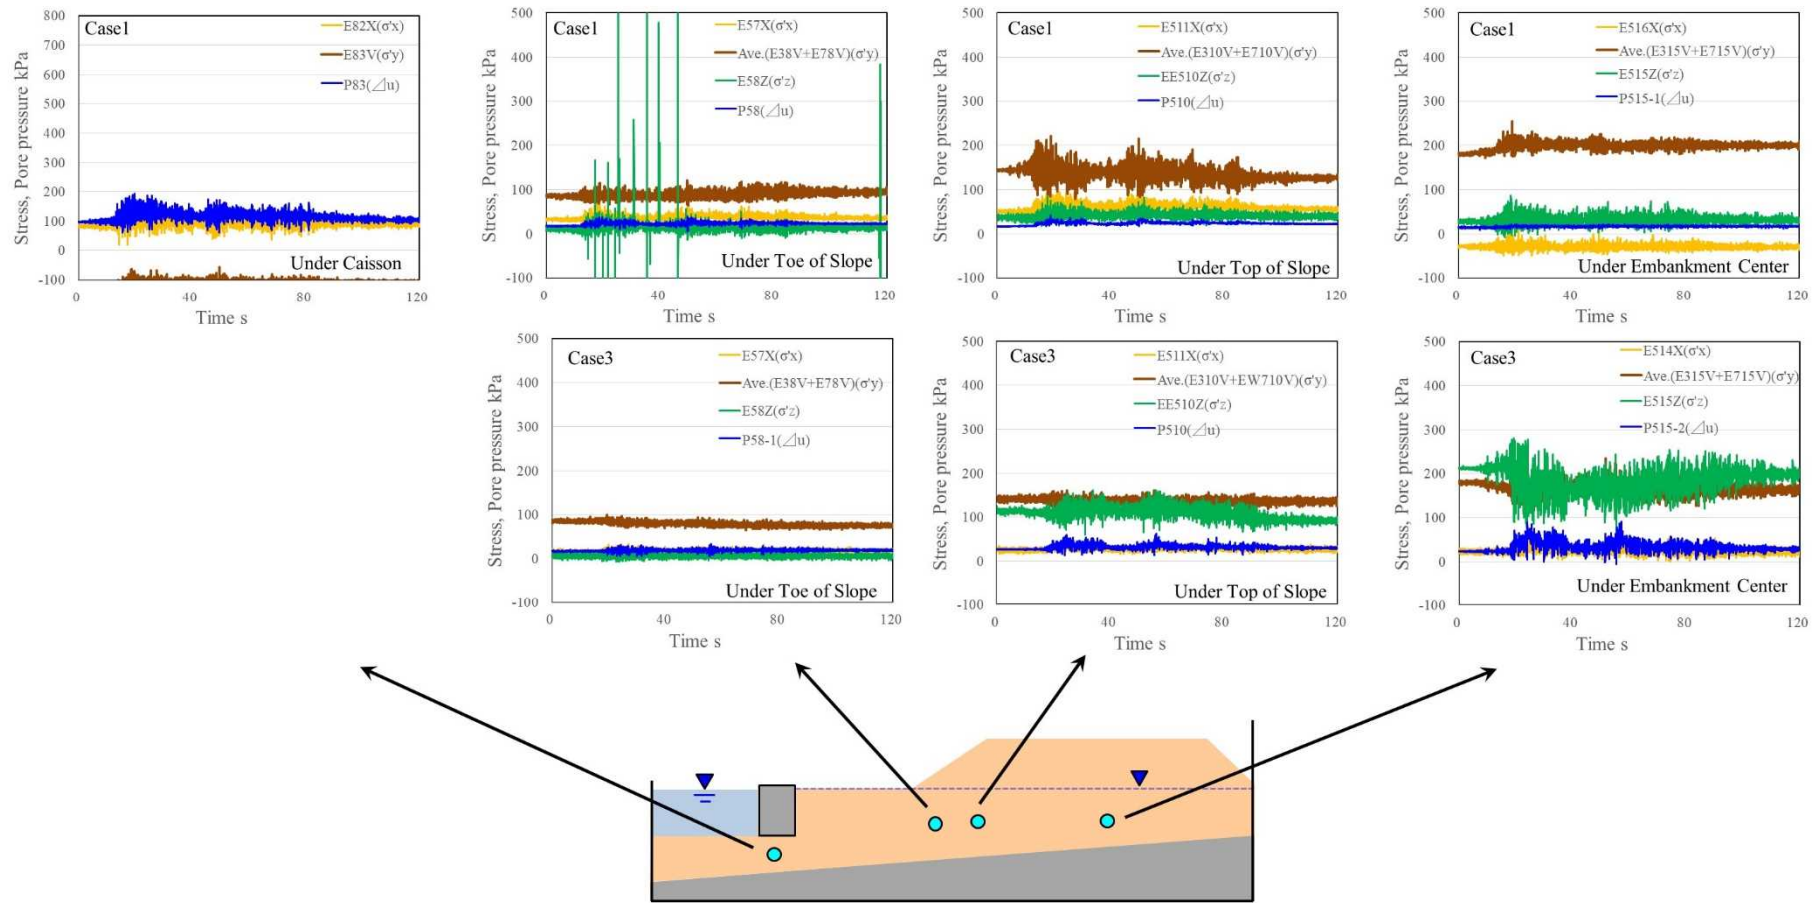 Stress, Pore pressure kPa
Case1
E82X(σ'x)
E83V(σ'y)
P83(⊿u)
800
700
600
500
400
300
200
100
0
-100
Under Caisson
0 40 80 120
Time s
Stress, Pore pressure kPa
Case1
E57X(σ'x)
Ave.(E38V+E78V)(σ'y)
E58Z(σ'z)
P58(⊿u)
500
400
300
200
100
0
-100
Under Toe of Slope
0 40 80 120
Time s
Stress, Pore pressure kPa
Case1
E511X(σ'x)
Ave.(E310V+E710V)(σ'y)
EE510Z(σ'z)
P510(⊿u)
500
400
300
200
100
0
-100
Under Top of Slope
0 40 80 120
Time s
Stress, Pore pressure kPa
Case1
E516X(σ'x)
Ave.(E315V+E715V)(σ'y)
E515Z(σ'z)
P515-1(⊿u)
500
400
300
200
100
0
-100
Under Embankment Center
0 40 80 120
Time s
Stress, Pore pressure kPa
Case3
E57X(σ'x)
Ave.(E38V+E78V)(σ'y)
E58Z(σ'z)
P58-1(⊿u)
500
400
300
200
100
0
-100
Under Toe of Slope
0 40 80 120
Time s
Stress, Pore pressure kPa
Case3
E511X(σ'x)
Ave.(E310V+EW710V)(σ'y)
EE510Z(σ'z)
P510(⊿u)
500
400
300
200
100
0
-100
Under Top of Slope
0 40 80 120
Time s
Stress, Pore pressure kPa
Case3
E514X(σ'x)
Ave.(E315V+E715V)(σ'y)
E515Z(σ'z)
P515-2(⊿u)
500
400
300
200
100
0
-100
Under Embankment Center
0 40 80 120
Time s